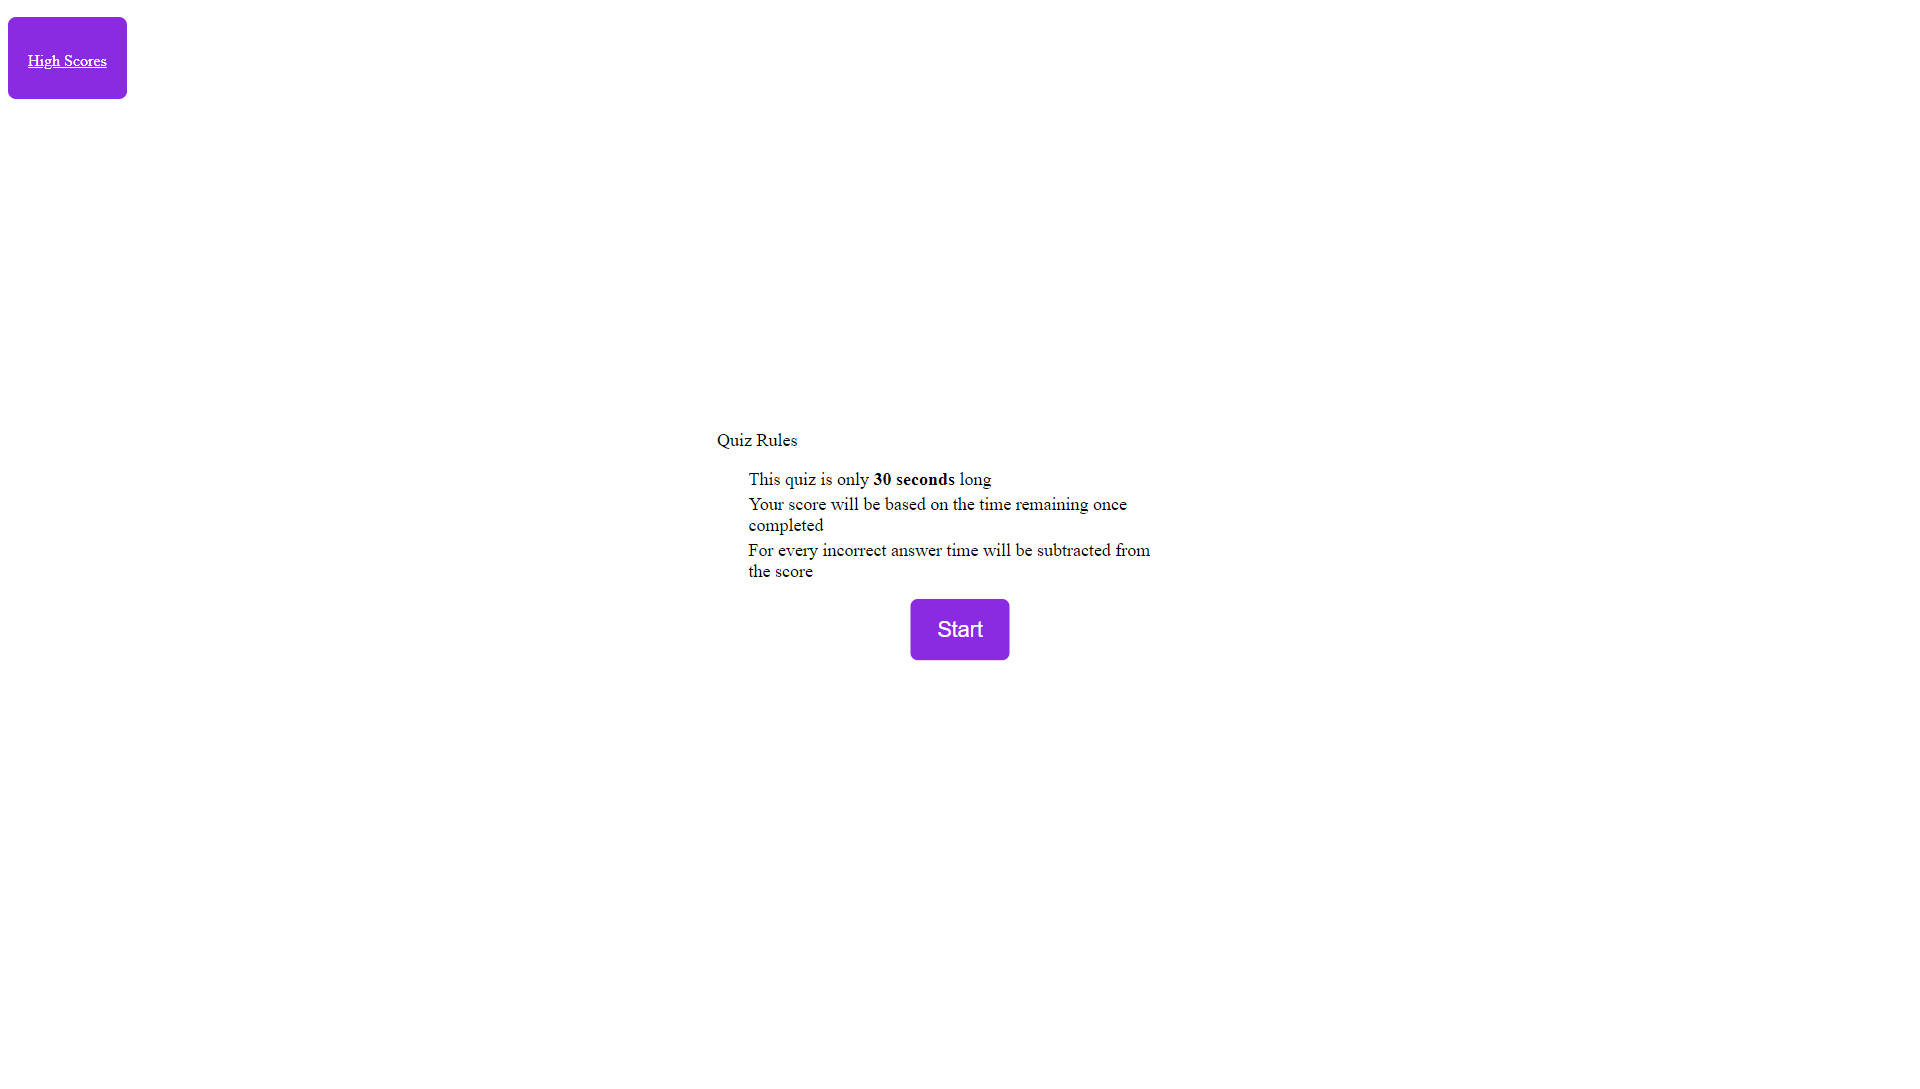 High Scores
Quiz Rules
This quiz is only 30 seconds long
Your score will be based on the time remaining once
completed
For every incorrect answer time will be subtracted from
the score
Start